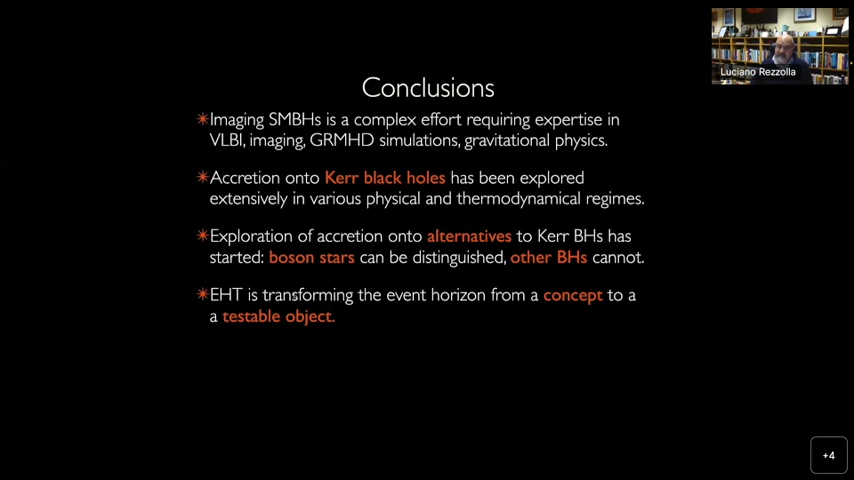 Luciano Rezzolla
Conclusions
✴Imaging SMBHs is a complex effort requiring expertise in
VLBI, imaging, GRMHD simulations, gravitational physics.
✴Accretion onto Kerr black holes has been explored
extensively in various physical and thermodynamical regimes.
✴Exploration of accretion onto alternatives to Kerr BHs has
started: boson stars can be distinguished, other BHs cannot.
✴EHT is transforming the event horizon from a concept to a
a testable object.
+4